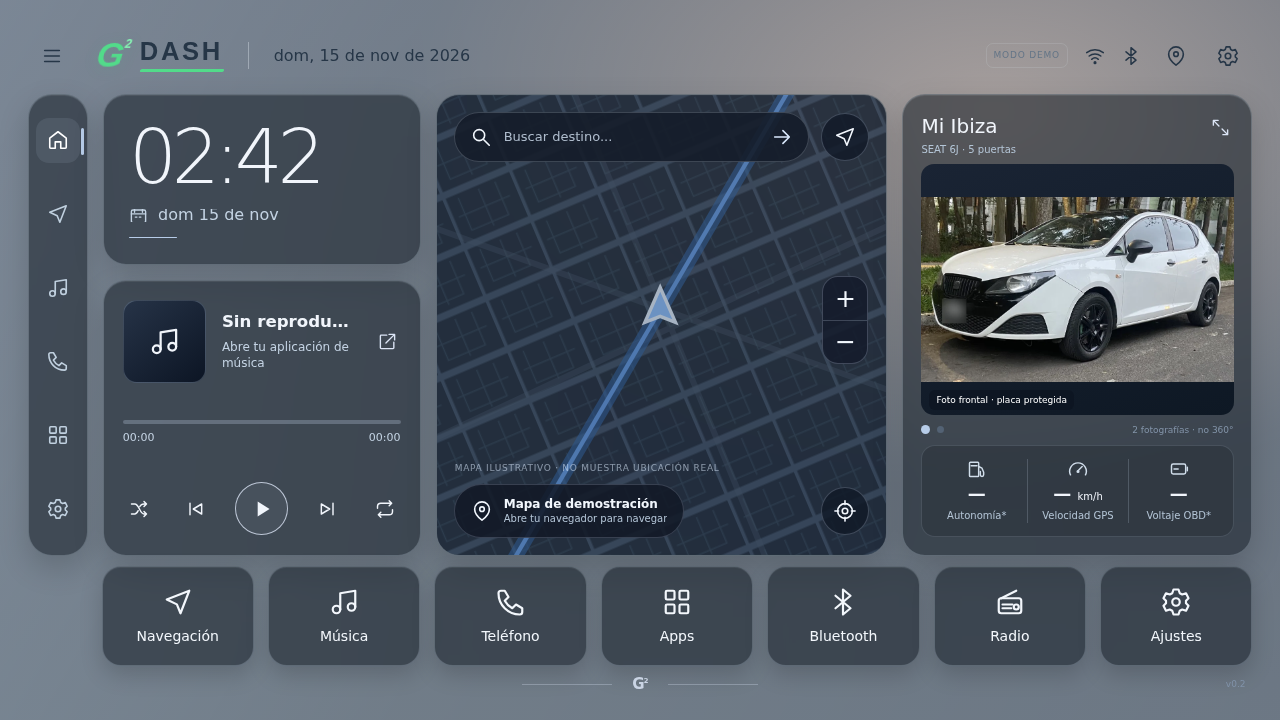 G² DASH
dom, 15 de nov de 2026
MODO DEMO
02:42
dom 15 de nov
Sin reprodu...
Abre tu aplicación de
música
00:00
00:00
Buscar destino...
MAPA ILUSTRATIVO · NO MUESTRA UBICACIÓN REAL
Mapa de demostración
Abre tu navegador para navegar
Mi Ibiza
SEAT 6J · 5 puertas
Foto frontal · placa protegida
2 fotografías · no 360°
—
Autonomía*
— km/h
Velocidad GPS
—
Voltaje OBD*
Navegación
Música
Teléfono
Apps
Bluetooth
Radio
Ajustes
G²
v0.2